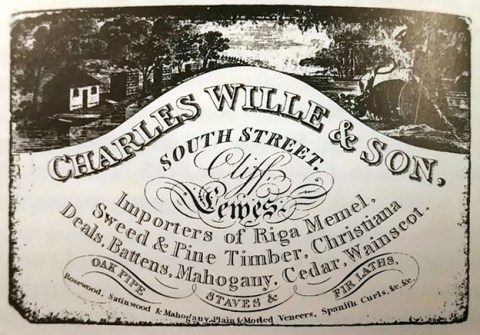 CHARLES WILLE & SON,
SOUTH STREET.
Cliff.
Lewes.
Importers of Riga Memel,
Sweed & Pine Timber, Christiana
Deals, Battens, Mahogany, Cedar, Wainscot.
OAK PIPE
STAVES &
FIR LATHS,
Rosewood, Satinwood & Mahogany, Plain & Motled Veneers, Spanish Curls, &c. &c.